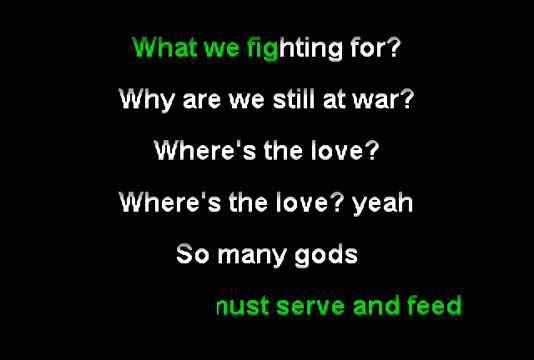 What we fighting for?
Why are we still at war?
Where's the love?
Where's the love? yeah
So many gods
must serve and feed